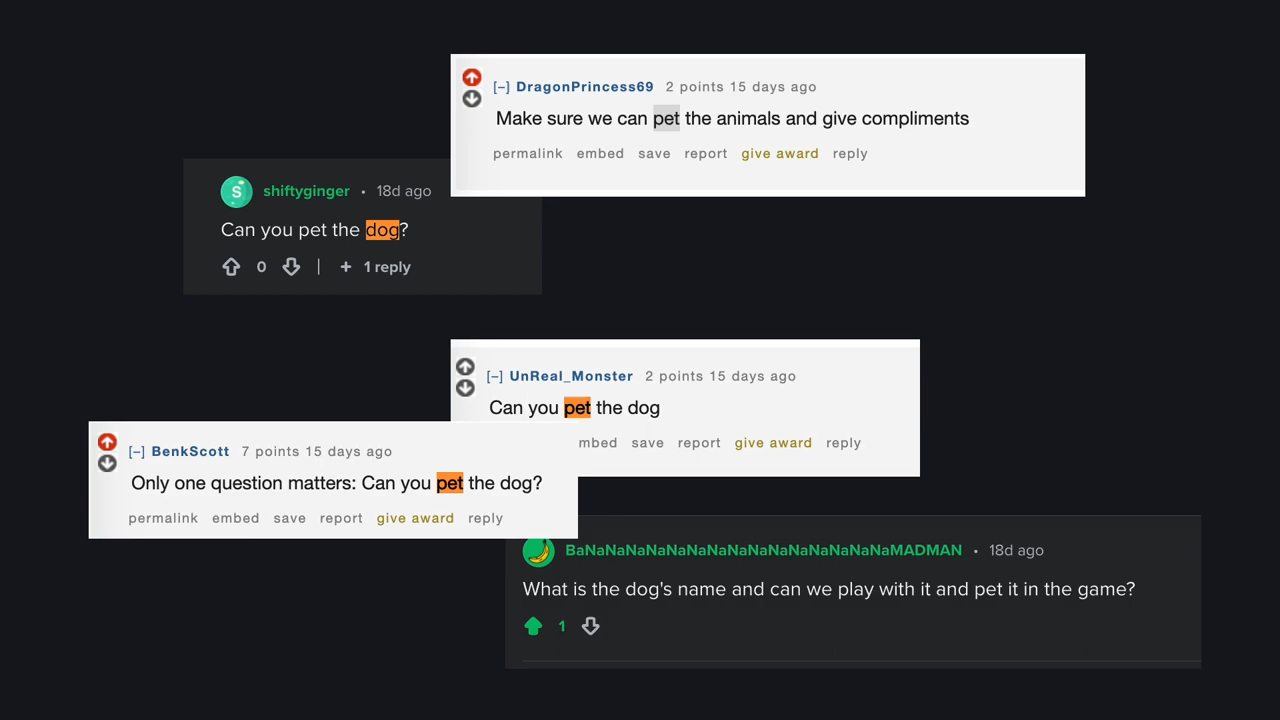 [–] DragonPrincess69 2 points 15 days ago
Make sure we can pet the animals and give compliments
permalink embed save report give award reply
S shiftyginger • 18d ago
Can you pet the dog?
0 | + 1 reply
[–] UnReal_Monster 2 points 15 days ago
Can you pet the dog
mbed save report give award reply
[–] BenkScott 7 points 15 days ago
Only one question matters: Can you pet the dog?
permalink embed save report give award reply
BaNaNaNaNaNaNaNaNaNaNaNaNaNaNaNaNaMADMAN • 18d ago
What is the dog's name and can we play with it and pet it in the game?
1